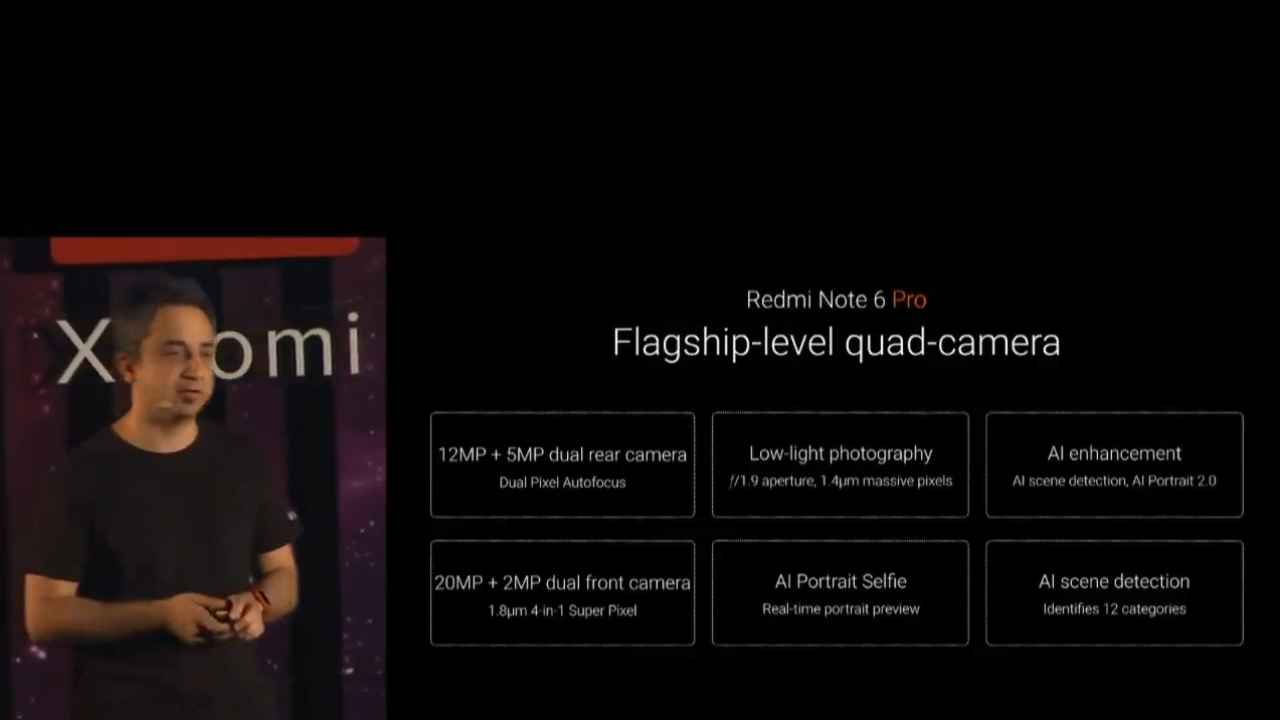 Xiaomi
Redmi Note 6 Pro
Flagship-level quad-camera
12MP + 5MP dual rear camera
Dual Pixel Autofocus
Low-light photography
ƒ/1.9 aperture, 1.4μm massive pixels
AI enhancement
AI scene detection, AI Portrait 2.0
20MP + 2MP dual front camera
1.8μm 4-in-1 Super Pixel
AI Portrait Selfie
Real-time portrait preview
AI scene detection
Identifies 12 categories